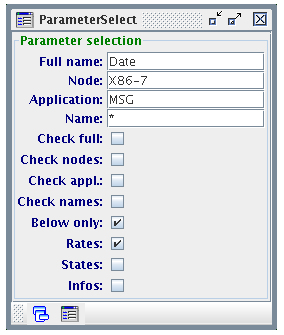 ParameterSelect
Parameter selection
Full name: Date
Node: X86-7
Application: MSG
Name: *
Check full:
Check nodes:
Check appl.:
Check names:
Below only:
Rates:
States:
Infos: